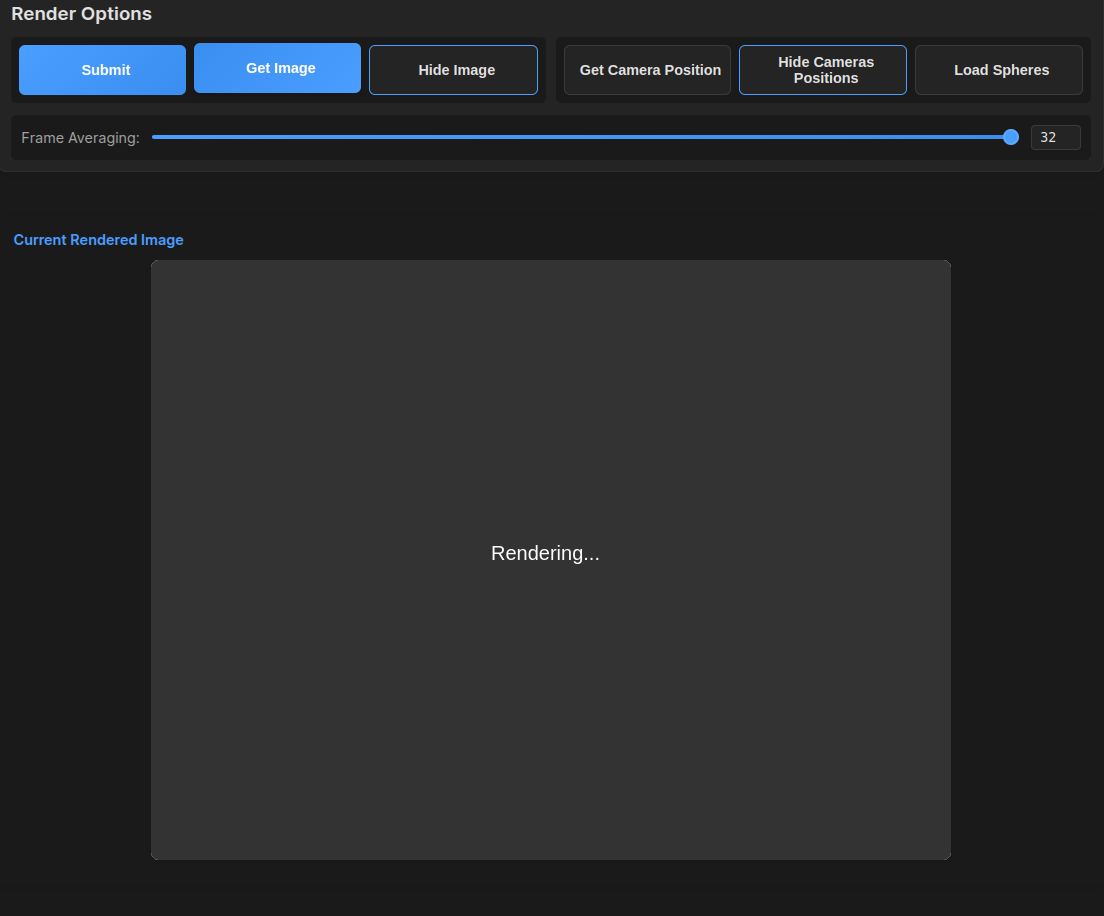 Render Options
Submit
Get Image
Hide Image
Get Camera Position
Hide Cameras
Positions
Load Spheres
Frame Averaging:
32
Current Rendered Image
Rendering...